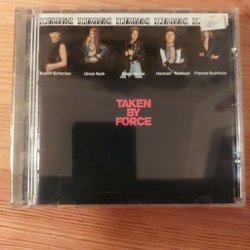 SCORPIONS SCORPIONS SCORPIONS SCORPIONS SCORPIONS
Rudolf Schenker Ulrich Roth Klaus Meine Herman Rarebell Francis Buchholz
TAKEN
BY
FORCE